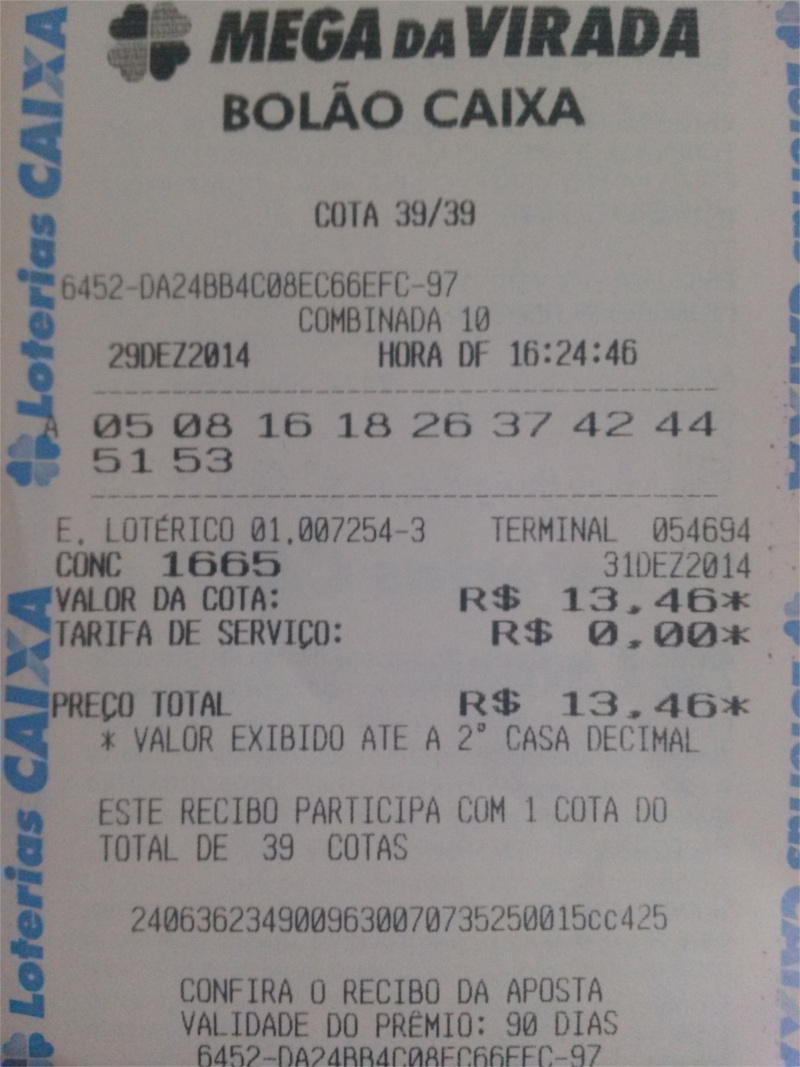 MEGA DA VIRADA
BOLÃO CAIXA
COTA 39/39
6452-DA24BB4C08EC66EFC-97
COMBINADA 10
29DEZ2014 HORA DF 16:24:46
A 05 08 16 18 26 37 42 44
51 53
E. LOTÉRICO 01.007254-3 TERMINAL 054694
CONC 1665 31DEZ2014
VALOR DA COTA: R$ 13,46*
TARIFA DE SERVIÇO: R$ 0,00*
PREÇO TOTAL R$ 13,46*
* VALOR EXIBIDO ATE A 2ª CASA DECIMAL
ESTE RECIBO PARTICIPA COM 1 COTA DO
TOTAL DE 39 COTAS
2406362349009630070735250015cc425
CONFIRA O RECIBO DA APOSTA
VALIDADE DO PRÊMIO: 90 DIAS
6452-DA24BB4C08EC66EFC-97
Loterias CAIXA
Loterias CAIXA